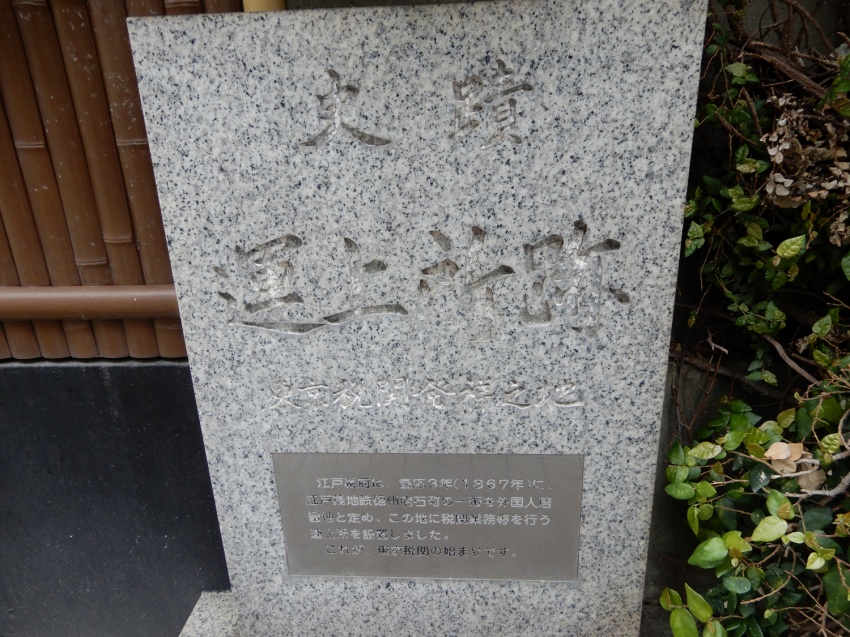 史蹟
運上所跡
東京税関発祥之地
江戸幕府は、慶応3年(1867年)に、
江戸築地鉄砲洲明石町の一帯を外国人居
留地と定め、この地に税関業務等を行う
運上所を設置しました。
これが、東京税関の始まりです。